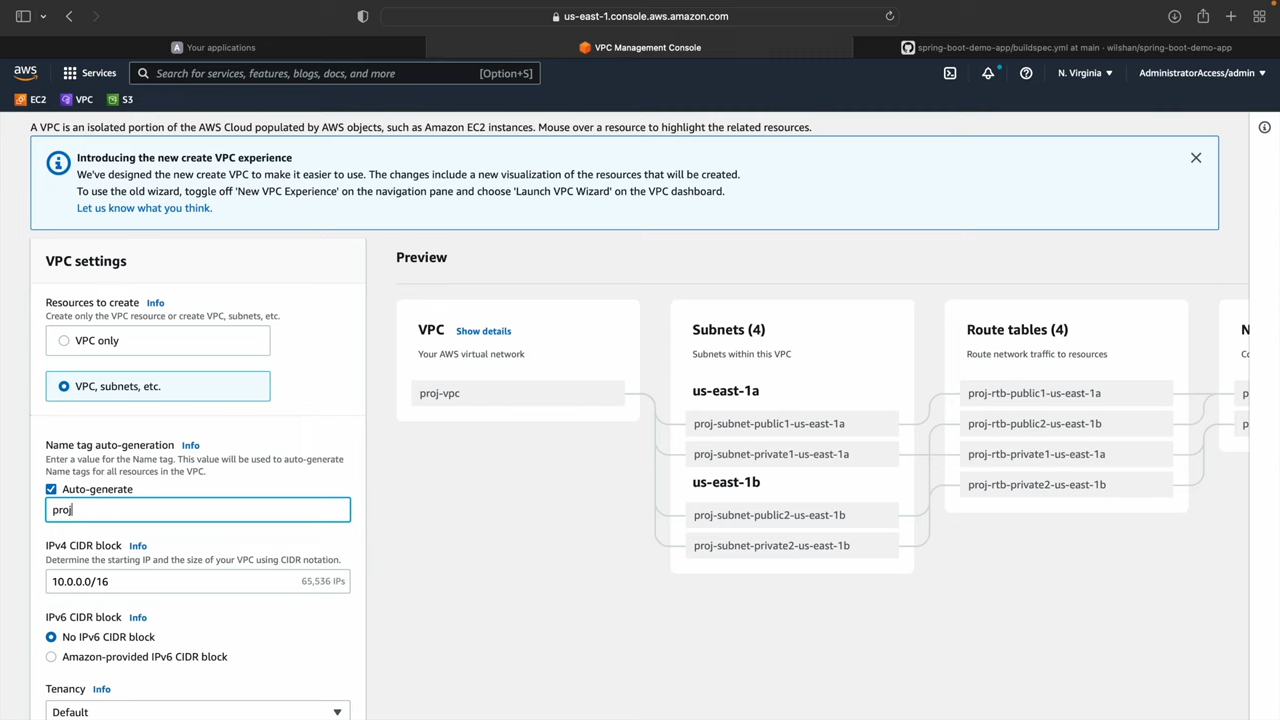 us-east-1.console.aws.amazon.com
A Your applications
VPC Management Console
spring-boot-demo-app/buildspec.yml at main · wilshan/spring-boot-demo-app
aws
Services
Search for services, features, blogs, docs, and more
[Option+S]
N. Virginia
AdministratorAccess/admin
EC2
VPC
S3
A VPC is an isolated portion of the AWS Cloud populated by AWS objects, such as Amazon EC2 instances. Mouse over a resource to highlight the related resources.
Introducing the new create VPC experience
We've designed the new create VPC to make it easier to use. The changes include a new visualization of the resources that will be created.
To use the old wizard, toggle off 'New VPC Experience' on the navigation pane and choose 'Launch VPC Wizard' on the VPC dashboard.
Let us know what you think.
VPC settings
Resources to create Info
Create only the VPC resource or create VPC, subnets, etc.
VPC only
VPC, subnets, etc.
Name tag auto-generation Info
Enter a value for the Name tag. This value will be used to auto-generate
Name tags for all resources in the VPC.
Auto-generate
proj
IPv4 CIDR block Info
Determine the starting IP and the size of your VPC using CIDR notation.
10.0.0.0/16
65,536 IPs
IPv6 CIDR block Info
No IPv6 CIDR block
Amazon-provided IPv6 CIDR block
Tenancy Info
Default
Preview
VPC Show details
Your AWS virtual network
proj-vpc
Subnets (4)
Subnets within this VPC
us-east-1a
proj-subnet-public1-us-east-1a
proj-subnet-private1-us-east-1a
us-east-1b
proj-subnet-public2-us-east-1b
proj-subnet-private2-us-east-1b
Route tables (4)
Route network traffic to resources
proj-rtb-public1-us-east-1a
proj-rtb-public2-us-east-1b
proj-rtb-private1-us-east-1a
proj-rtb-private2-us-east-1b